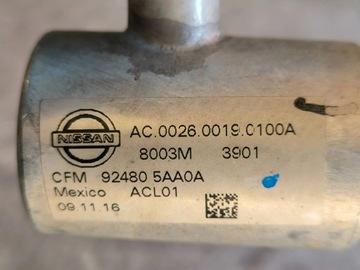 NISSAN
AC.0026.0019.0100A
8003M 3901
CFM 92480 5AA0A
Mexico ACL01
09.11.16